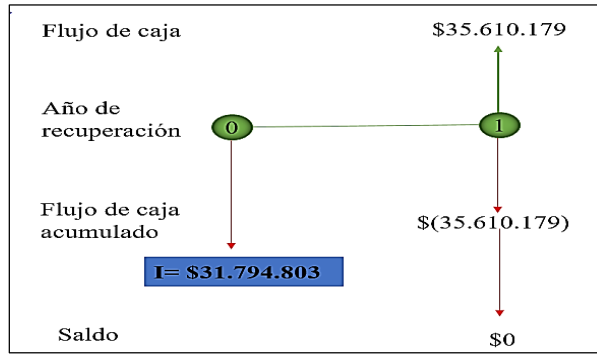 Flujo de caja $35.610.179
Año de
recuperación
0 1
Flujo de caja
acumulado
$(35.610.179)
I= $31.794.803
Saldo $0